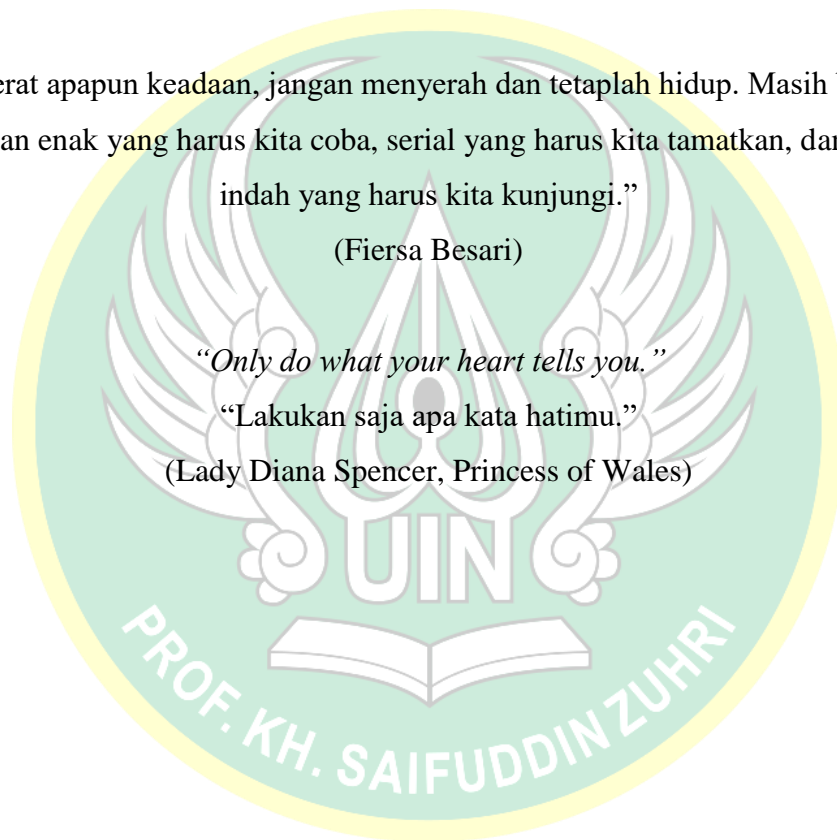 erat apapun keadaan, jangan menyerah dan tetaplah hidup. Masih
an enak yang harus kita coba, serial yang harus kita tamatkan, dan
indah yang harus kita kunjungi.”
(Fiersa Besari)
“Only do what your heart tells you.”
“Lakukan saja apa kata hatimu.”
(Lady Diana Spencer, Princess of Wales)
UIN
PROF. KH. SAIFUDDIN ZUHRI